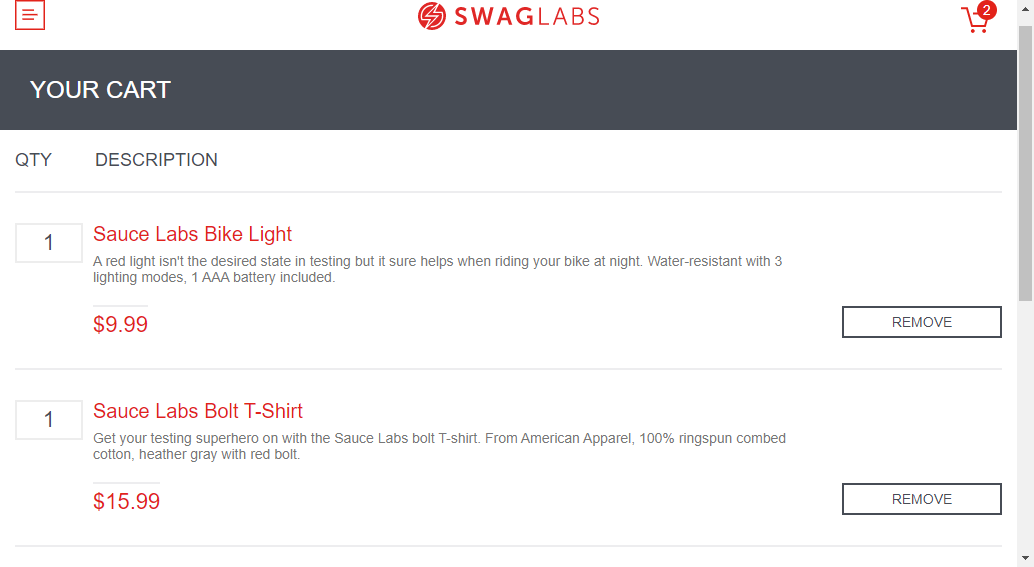 SWAGLABS
2
YOUR CART
QTY DESCRIPTION
1
Sauce Labs Bike Light
A red light isn't the desired state in testing but it sure helps when riding your bike at night. Water-resistant with 3
lighting modes, 1 AAA battery included.
$9.99
REMOVE
1
Sauce Labs Bolt T-Shirt
Get your testing superhero on with the Sauce Labs bolt T-shirt. From American Apparel, 100% ringspun combed
cotton, heather gray with red bolt.
$15.99
REMOVE